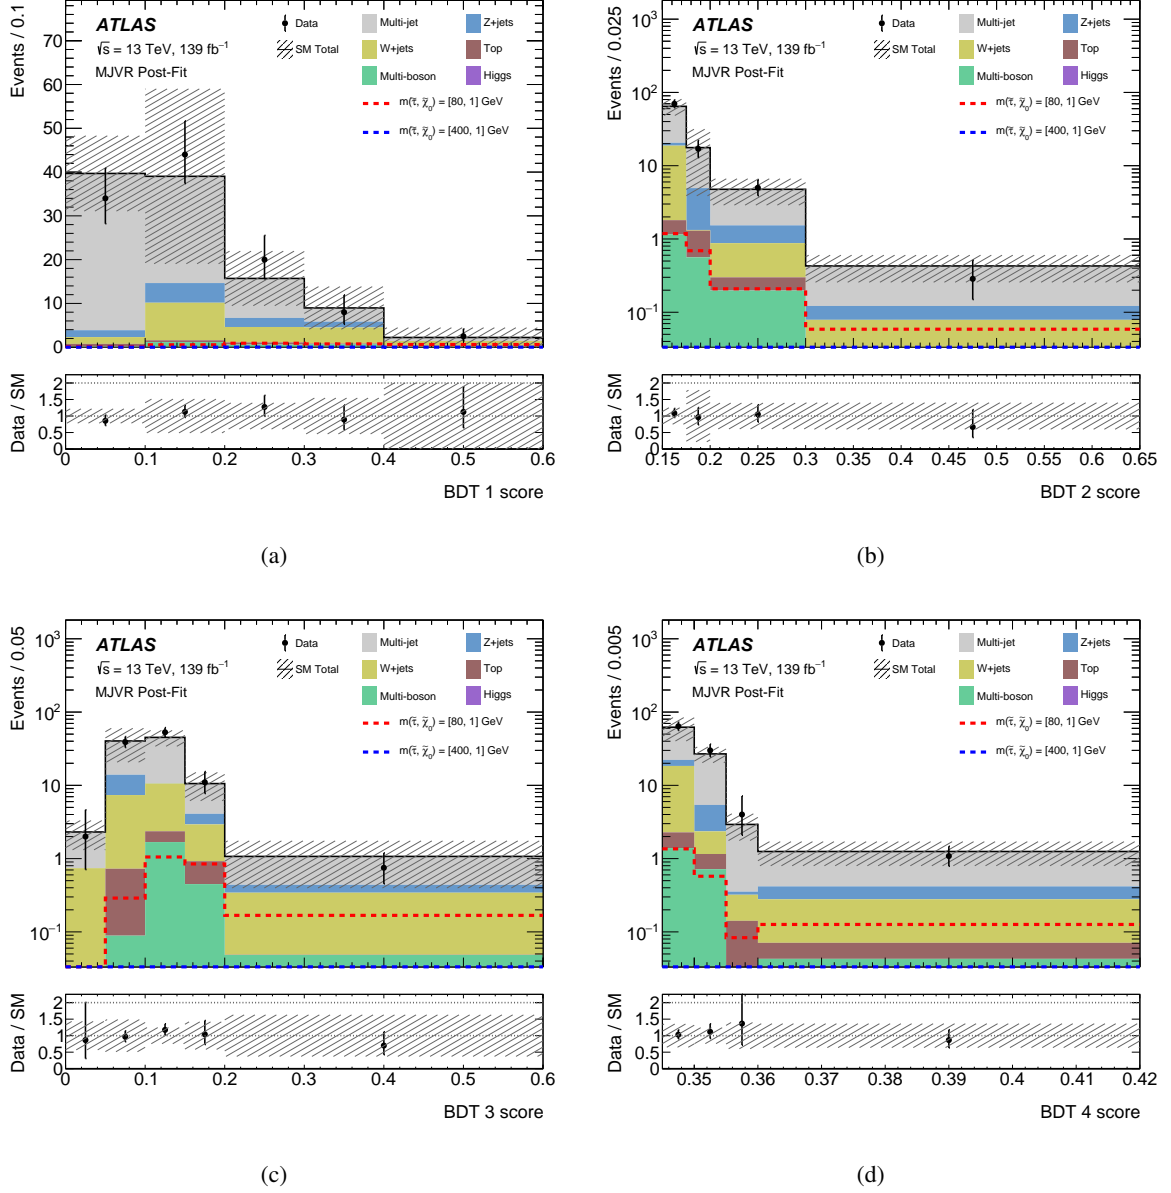 Events / 0.1
ATLAS
√s = 13 TeV, 139 fb⁻¹
MJVR Post-Fit
Data
SM Total
Multi-jet
W+jets
Multi-boson
Z+jets
Top
Higgs
m(τ̃, χ̃₀) = [80, 1] GeV
m(τ̃, χ̃₀) = [400, 1] GeV
70
60
50
40
30
20
10
0
Data / SM
2
1.5
1
0.5
0
0 0.1 0.2 0.3 0.4 0.5 0.6
BDT 1 score
(a)
Events / 0.025
ATLAS
√s = 13 TeV, 139 fb⁻¹
MJVR Post-Fit
Data
SM Total
Multi-jet
W+jets
Multi-boson
Z+jets
Top
Higgs
m(τ̃, χ̃₀) = [80, 1] GeV
m(τ̃, χ̃₀) = [400, 1] GeV
10³
10²
10
1
10⁻¹
Data / SM
2
1.5
1
0.5
0
0.15 0.2 0.25 0.3 0.35 0.4 0.45 0.5 0.55 0.6 0.65
BDT 2 score
(b)
Events / 0.05
ATLAS
√s = 13 TeV, 139 fb⁻¹
MJVR Post-Fit
Data
SM Total
Multi-jet
W+jets
Multi-boson
Z+jets
Top
Higgs
m(τ̃, χ̃₀) = [80, 1] GeV
m(τ̃, χ̃₀) = [400, 1] GeV
10³
10²
10
1
10⁻¹
Data / SM
2
1.5
1
0.5
0
0 0.1 0.2 0.3 0.4 0.5 0.6
BDT 3 score
(c)
Events / 0.005
ATLAS
√s = 13 TeV, 139 fb⁻¹
MJVR Post-Fit
Data
SM Total
Multi-jet
W+jets
Multi-boson
Z+jets
Top
Higgs
m(τ̃, χ̃₀) = [80, 1] GeV
m(τ̃, χ̃₀) = [400, 1] GeV
10³
10²
10
1
10⁻¹
Data / SM
2
1.5
1
0.5
0
0.35 0.36 0.37 0.38 0.39 0.4 0.41 0.42
BDT 4 score
(d)